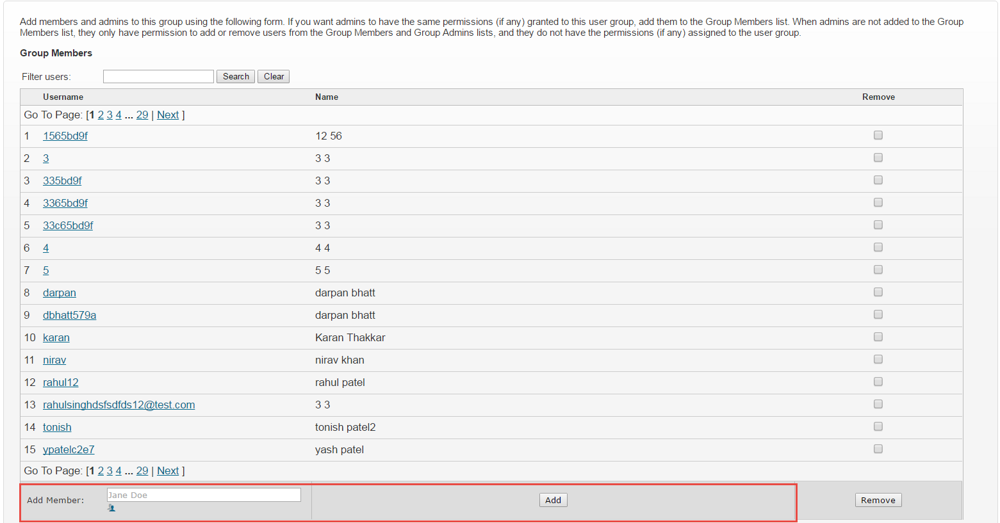 Add members and admins to this group using the following form. If you want admins to have the same permissions (if any) granted to this user group, add them to the Group Members list. When admins are not added to the Group
Members list, they only have permission to add or remove users from the Group Members and Group Admins lists, and they do not have the permissions (if any) assigned to the user group.
Group Members
Filter users: Search Clear
Username Name Remove
Go To Page: [1 2 3 4 ... 29 | Next ]
1 1565bd9f 12 56
2 3 3 3
3 335bd9f 3 3
4 3365bd9f 3 3
5 33c65bd9f 3 3
6 4 4 4
7 5 5 5
8 darpan darpan bhatt
9 dbhatt579a darpan bhatt
10 karan Karan Thakkar
11 nirav nirav khan
12 rahul12 rahul patel
13 rahulsinghdsfsdfds12@test.com 3 3
14 tonish tonish patel2
15 ypatelc2e7 yash patel
Go To Page: [1 2 3 4 ... 29 | Next ]
Add Member: Jane Doe Add Remove